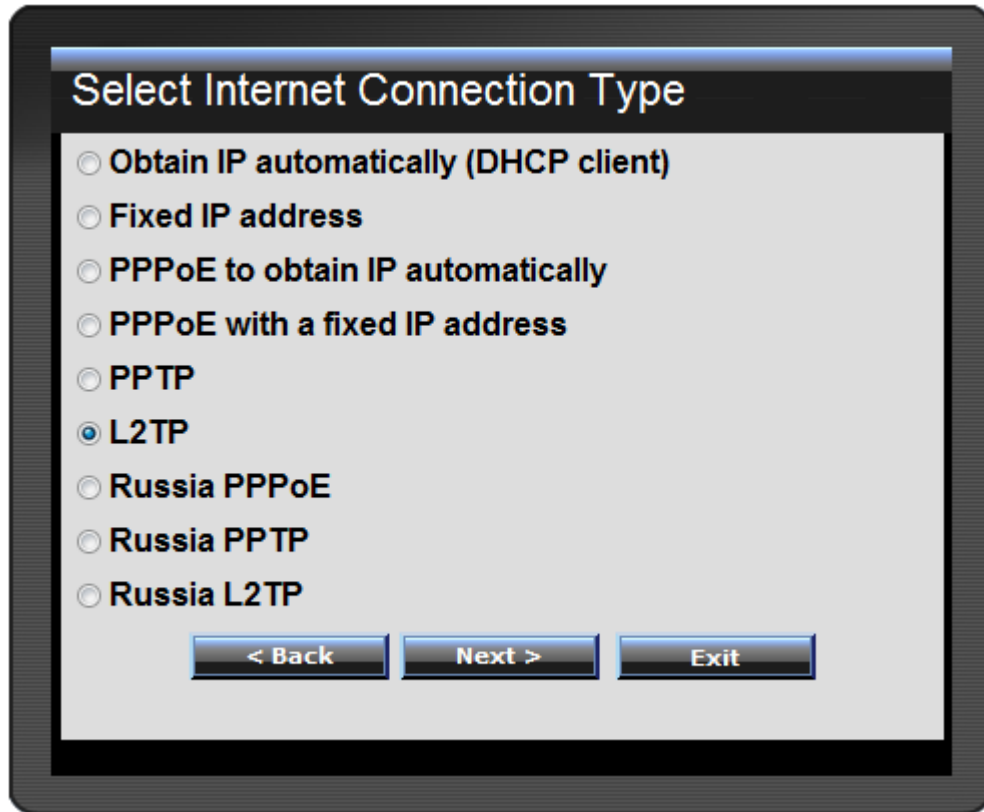 Select Internet Connection Type
Obtain IP automatically (DHCP client)
Fixed IP address
PPPoE to obtain IP automatically
PPPoE with a fixed IP address
PPTP
L2TP
Russia PPPoE
Russia PPTP
Russia L2TP
< Back Next > Exit